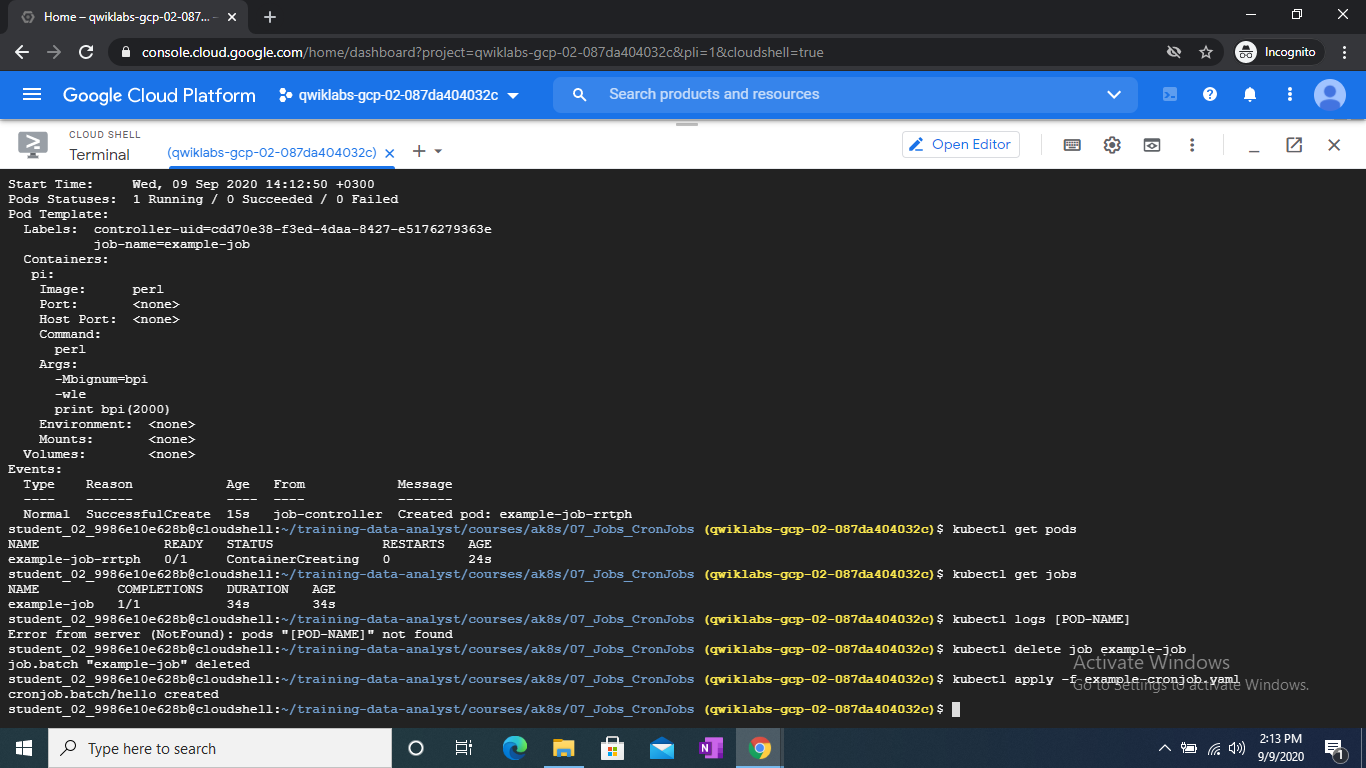 Home – qwiklabs-gcp-02-087...
console.cloud.google.com/home/dashboard?project=qwiklabs-gcp-02-087da404032c&pli=1&cloudshell=true
Incognito
Google Cloud Platform
qwiklabs-gcp-02-087da404032c
Search products and resources
CLOUD SHELL
Terminal
(qwiklabs-gcp-02-087da404032c)
Open Editor
Start Time:     Wed, 09 Sep 2020 14:12:50 +0300
Pods Statuses:  1 Running / 0 Succeeded / 0 Failed
Pod Template:
  Labels:  controller-uid=cdd70e38-f3ed-4daa-8427-e5176279363e
           job-name=example-job
  Containers:
   pi:
    Image:      perl
    Port:       <none>
    Host Port:  <none>
    Command:
      perl
    Args:
      -Mbignum=bpi
      -wle
      print bpi(2000)
    Environment:  <none>
    Mounts:       <none>
  Volumes:        <none>
Events:
  Type    Reason            Age   From            Message
  ----    ------            ----  ----            -------
  Normal  SuccessfulCreate  15s   job-controller  Created pod: example-job-rrtph
student_02_9986e10e628b@cloudshell:~/training-data-analyst/courses/ak8s/07_Jobs_CronJobs (qwiklabs-gcp-02-087da404032c)$ kubectl get pods
NAME                READY   STATUS              RESTARTS   AGE
example-job-rrtph   0/1     ContainerCreating   0          24s
student_02_9986e10e628b@cloudshell:~/training-data-analyst/courses/ak8s/07_Jobs_CronJobs (qwiklabs-gcp-02-087da404032c)$ kubectl get jobs
NAME          COMPLETIONS   DURATION   AGE
example-job   1/1           34s        34s
student_02_9986e10e628b@cloudshell:~/training-data-analyst/courses/ak8s/07_Jobs_CronJobs (qwiklabs-gcp-02-087da404032c)$ kubectl logs [POD-NAME]
Error from server (NotFound): pods "[POD-NAME]" not found
student_02_9986e10e628b@cloudshell:~/training-data-analyst/courses/ak8s/07_Jobs_CronJobs (qwiklabs-gcp-02-087da404032c)$ kubectl delete job example-job
job.batch "example-job" deleted
student_02_9986e10e628b@cloudshell:~/training-data-analyst/courses/ak8s/07_Jobs_CronJobs (qwiklabs-gcp-02-087da404032c)$ kubectl apply -f example-cronjob.yaml
cronjob.batch/hello created
student_02_9986e10e628b@cloudshell:~/training-data-analyst/courses/ak8s/07_Jobs_CronJobs (qwiklabs-gcp-02-087da404032c)$
Activate Windows
Go to Settings to activate Windows.
Type here to search
N
2:13 PM
9/9/2020
1